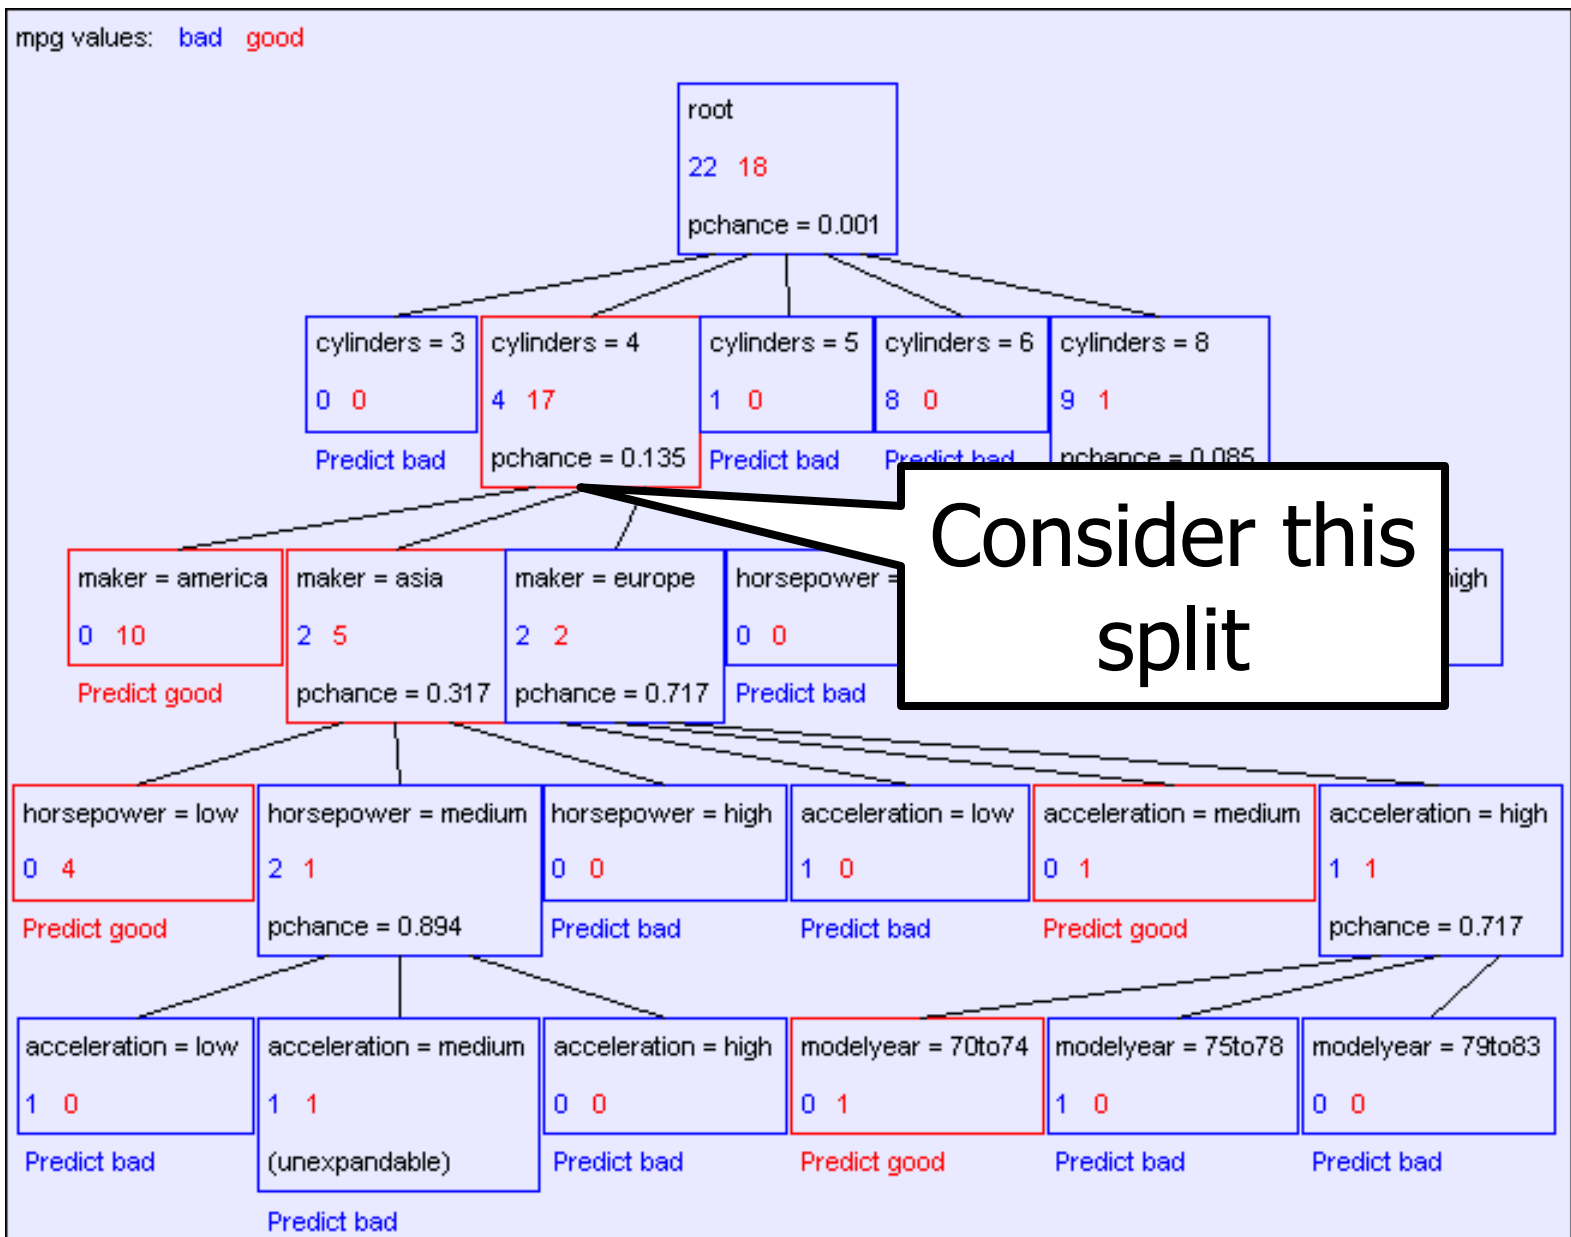 mpg values: bad good
root
22 18
pchance = 0.001
cylinders = 3 cylinders = 4 cylinders = 5 cylinders = 6 cylinders = 8
0 0 4 17 1 0 8 0 9 1
Predict bad pchance = 0.135 Predict bad Predict bad pchance = 0.085
Consider this
split
maker = america maker = asia maker = europe horsepower = high
0 10 2 5 2 2 0 0
Predict good pchance = 0.317 pchance = 0.717 Predict bad
horsepower = low horsepower = medium horsepower = high acceleration = low acceleration = medium acceleration = high
0 4 2 1 0 0 1 0 0 1 1 1
Predict good pchance = 0.894 Predict bad Predict bad Predict good pchance = 0.717
acceleration = low acceleration = medium acceleration = high modelyear = 70to74 modelyear = 75to78 modelyear = 79to83
1 0 1 1 0 0 0 1 1 0 0 0
Predict bad (unexpandable) Predict bad Predict good Predict bad Predict bad
Predict bad